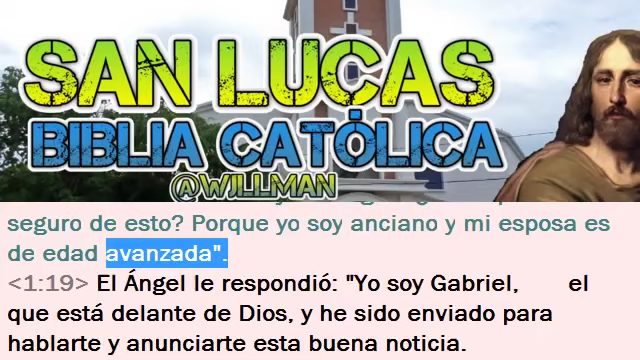 SAN LUCAS
BIBLIA CATÓLICA
@WILLMAN
seguro de esto? Porque yo soy anciano y mi esposa es
de edad avanzada".
<1:19> El Ángel le respondió: "Yo soy Gabriel, el
que está delante de Dios, y he sido enviado para
hablarte y anunciarte esta buena noticia.